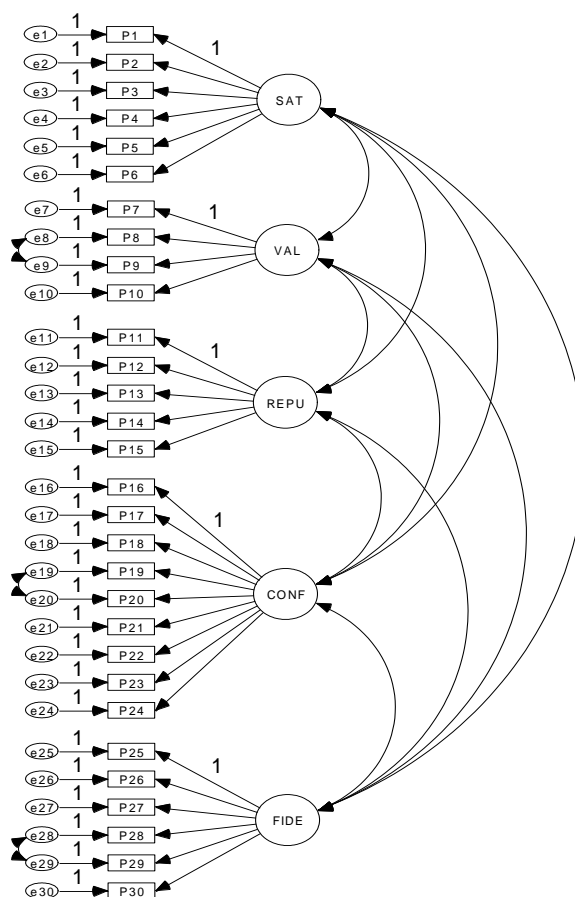 1
e1 P1 1
1
e2 P2
1
e3 P3
SAT
1
e4 P4
1
e5 P5
1
e6 P6
1
e7 P7 1
1
e8 P8
VAL
1
e9 P9
1
e10 P10
1
e11 P11 1
1
e12 P12
1
e13 P13
REPU
1
e14 P14
1
e15 P15
1
e16 P16
1
e17 P17 1
1
e18 P18
1
e19 P19
1
e20 P20 CONF
1
e21 P21
1
e22 P22
1
e23 P23
1
e24 P24
1
e25 P25 1
1
e26 P26
1
e27 P27
FIDE
1
e28 P28
1
e29 P29
1
e30 P30